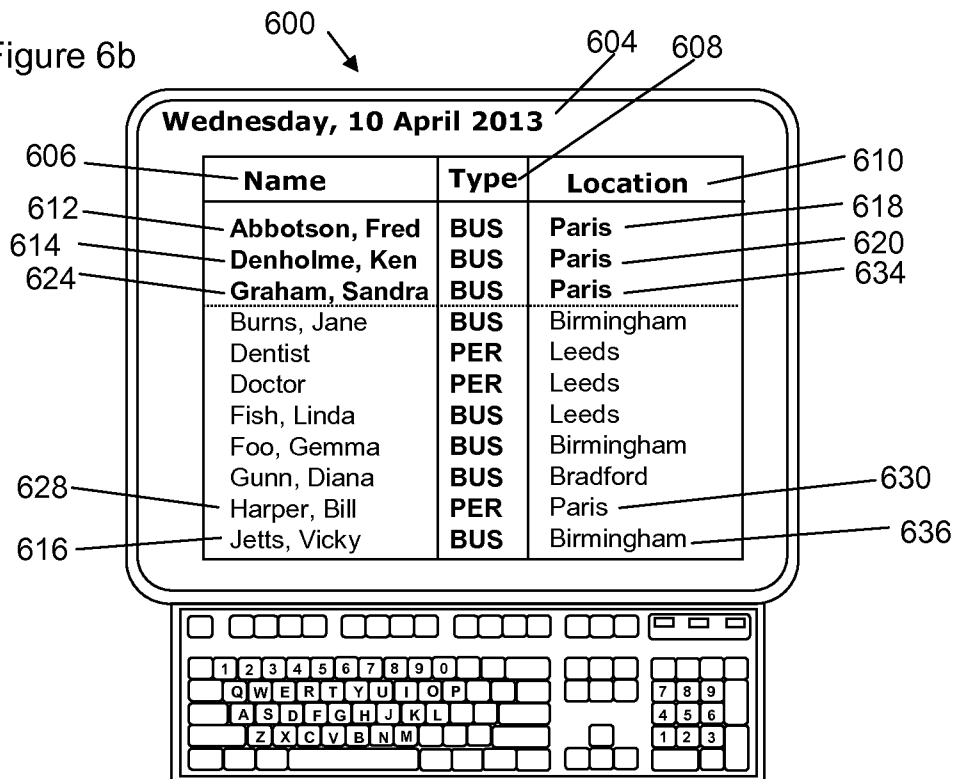 600
604
608
Figure 6b
Wednesday, 10 April 2013
606
Name Type Location
610
612
Abbotson, Fred BUS Paris
618
614
Denholme, Ken BUS Paris
620
624
Graham, Sandra BUS Paris
634
Burns, Jane BUS Birmingham
Dentist PER Leeds
Doctor PER Leeds
Fish, Linda BUS Leeds
Foo, Gemma BUS Birmingham
Gunn, Diana BUS Bradford
628
Harper, Bill PER Paris
630
616
Jetts, Vicky BUS Birmingham
636
1 2 3 4 5 6 7 8 9 0
Q W E R T Y U I O P
7 8 9
A S D F G H J K L
4 5 6
Z X C V B N M
1 2 3